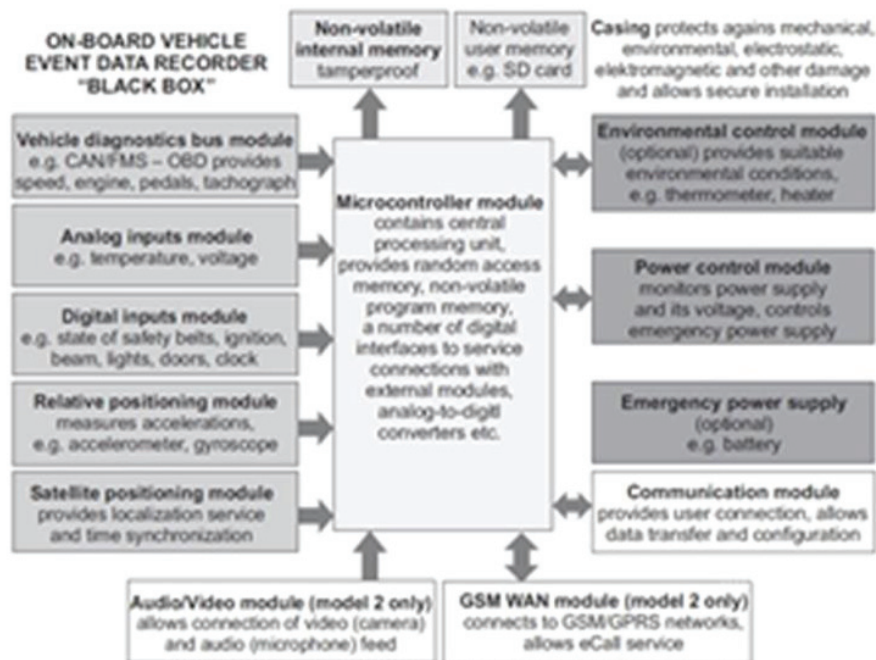 ON-BOARD VEHICLE
EVENT DATA RECORDER
“BLACK BOX”
Non-volatile
internal memory
tamperproof
Non-volatile
user memory
e.g. SD card
Casing protects agains mechanical,
environmental, electrostatic,
elektromagnetic and other damage
and allows secure installation
Vehicle diagnostics bus module
e.g. CAN/FMS – OBD provides
speed, engine, pedals, tachograph
Analog inputs module
e.g. temperature, voltage
Digital inputs module
e.g. state of safety belts, ignition,
beam, lights, doors, clock
Relative positioning module
measures accelerations,
e.g. accelerometer, gyroscope
Satellite positioning module
provides localization service
and time synchronization
Microcontroller module
contains central
processing unit,
provides random access
memory, non-volatile
program memory,
a number of digital
interfaces to service
connections with
external modules,
analog-to-digitl
converters etc.
Environmental control module
(optional) provides suitable
environmental conditions,
e.g. thermometer, heater
Power control module
monitors power supply
and its voltage, controls
emergency power supply
Emergency power supply
(optional)
e.g. battery
Communication module
provides user connection, allows
data transfer and configuration
Audio/Video module (model 2 only)
allows connection of video (camera)
and audio (microphone) feed
GSM WAN module (model 2 only)
connects to GSM/GPRS networks,
allows eCall service